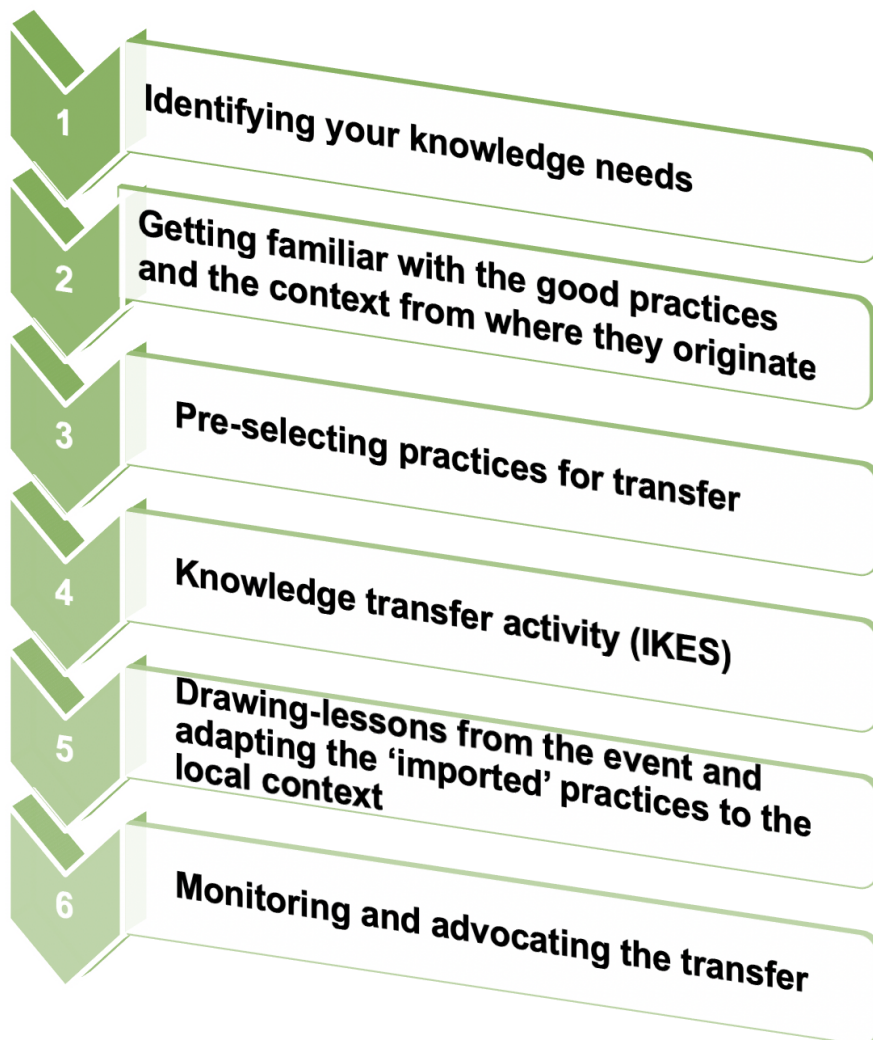 1
Identifying your knowledge needs
2
Getting familiar with the good practices
and the context from where they originate
3
Pre-selecting practices for transfer
4
Knowledge transfer activity (IKES)
5
Drawing-lessons from the event and
adapting the ‘imported’ practices to the
local context
6
Monitoring and advocating the transfer